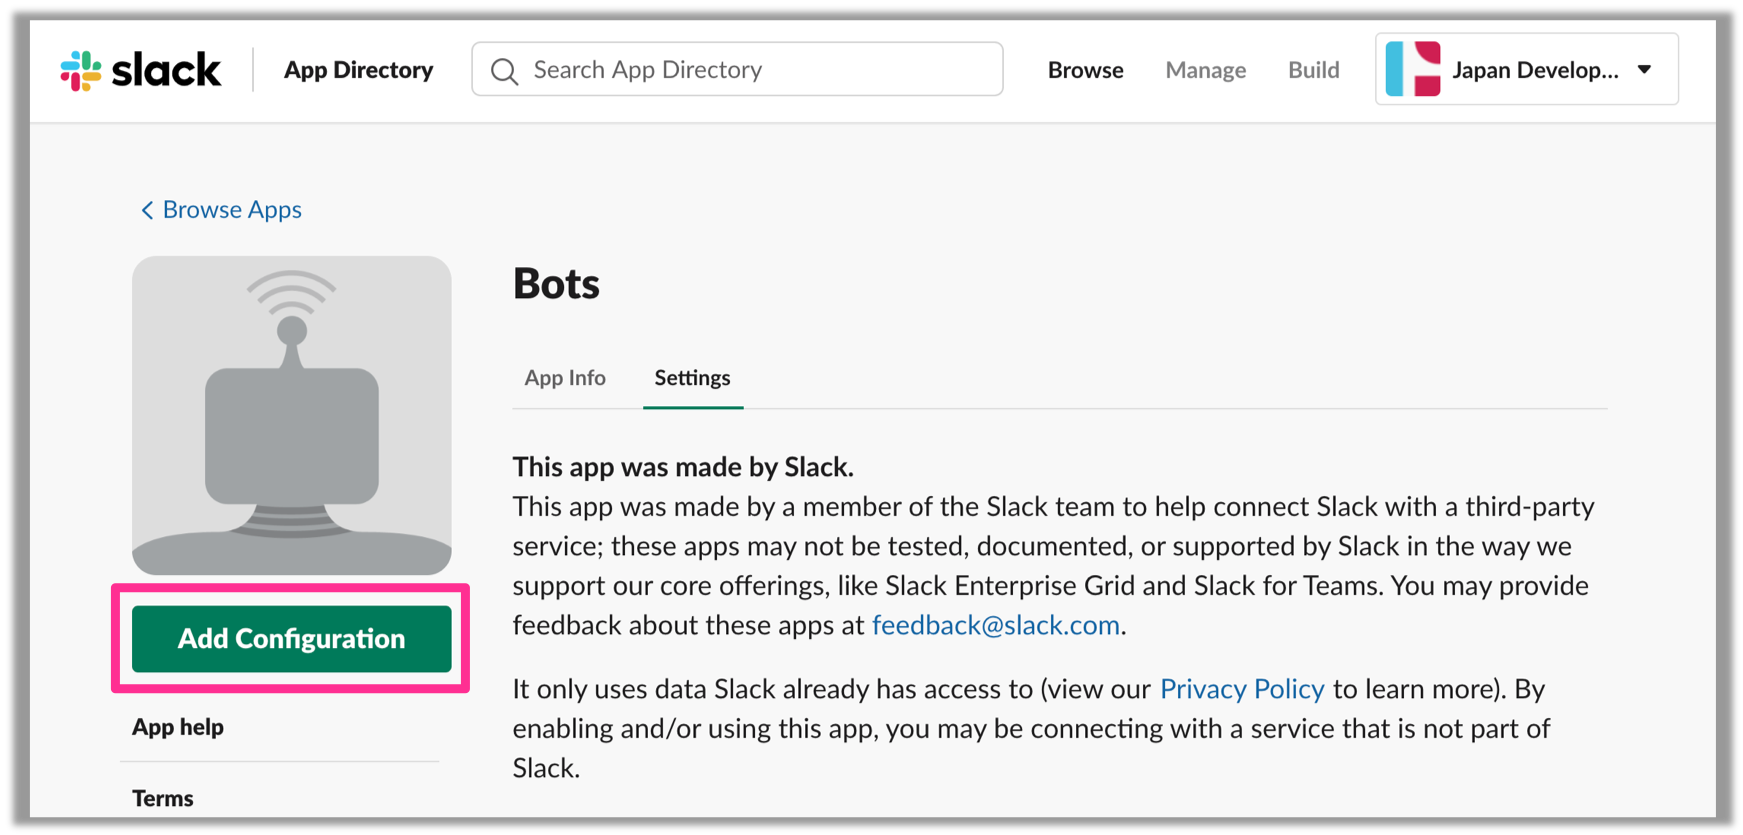 slack
App Directory
Search App Directory
Browse
Manage
Build
Japan Develop...
Browse Apps
Bots
App Info
Settings
This app was made by Slack.
This app was made by a member of the Slack team to help connect Slack with a third-party
service; these apps may not be tested, documented, or supported by Slack in the way we
support our core offerings, like Slack Enterprise Grid and Slack for Teams. You may provide
feedback about these apps at feedback@slack.com.
It only uses data Slack already has access to (view our Privacy Policy to learn more). By
enabling and/or using this app, you may be connecting with a service that is not part of
Slack.
Add Configuration
App help
Terms